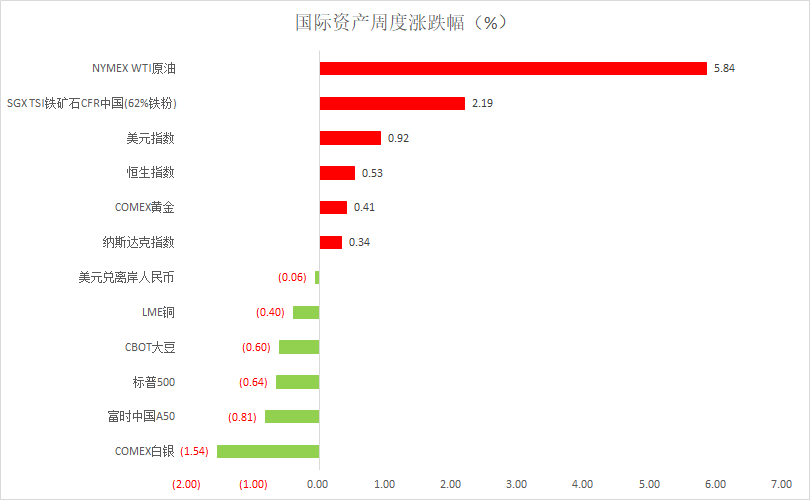 国际资产周度涨跌幅（%）
NYMEX WTI原油 5.84
SGX TSI铁矿石CFR中国(62%铁粉) 2.19
美元指数 0.92
恒生指数 0.53
COMEX黄金 0.41
纳斯达克指数 0.34
美元兑离岸人民币 (0.06)
LME铜 (0.40)
CBOT大豆 (0.60)
标普500 (0.64)
富时中国A50 (0.81)
COMEX白银 (1.54)
(2.00) (1.00) 0.00 1.00 2.00 3.00 4.00 5.00 6.00 7.00